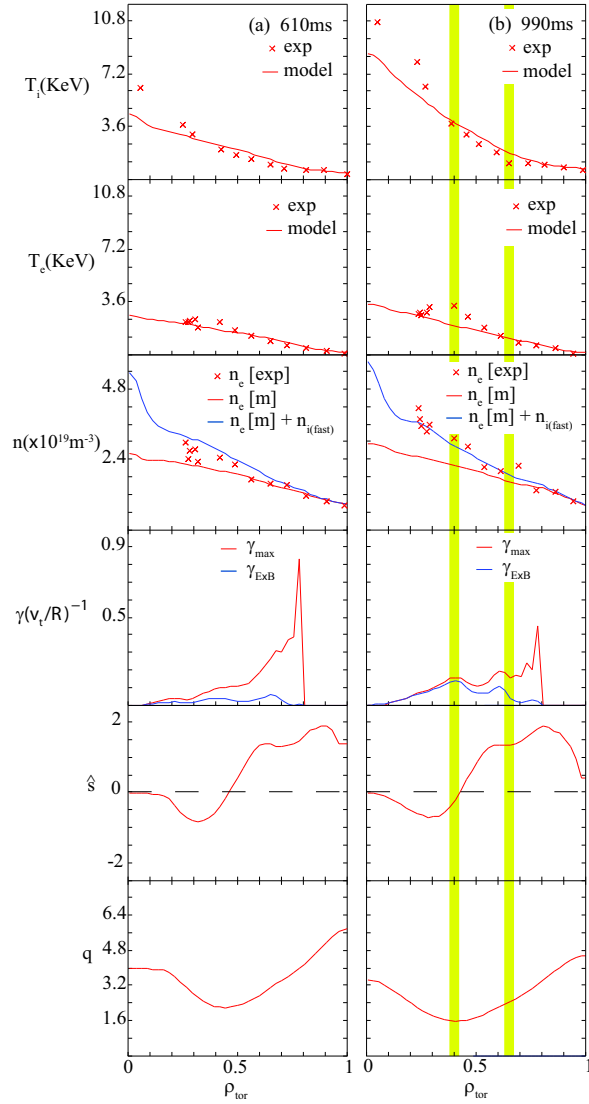 (a) 610ms
(b) 990ms
10.8
7.2
3.6
T_i(KeV)
× exp
model
× exp
model
10.8
7.2
3.6
T_e(KeV)
× exp
model
× exp
model
4.8
2.4
n(x10^19 m^-3)
× n_e [exp]
n_e [m]
n_e [m] + n_i(fast)
× n_e [exp]
n_e [m]
n_e [m] + n_i(fast)
0.9
0.5
γ(v_t/R)^-1
γ_max
γ_ExB
γ_max
γ_ExB
2
0
-2
ŝ
6.4
4.8
3.2
1.6
q
0 0.5 1
0 0.5 1
ρ_tor
ρ_tor